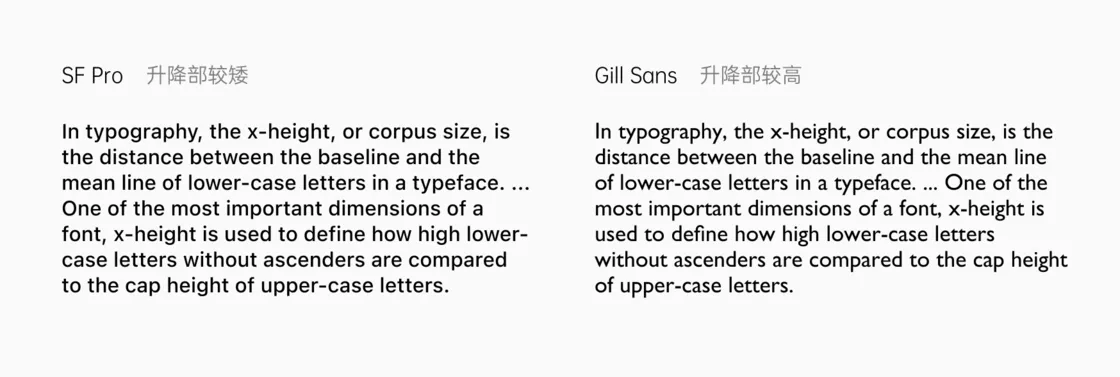 SF Pro 升降部较矮
In typography, the x-height, or corpus size, is
the distance between the baseline and the
mean line of lower-case letters in a typeface. ...
One of the most important dimensions of a
font, x-height is used to define how high lower-
case letters without ascenders are compared
to the cap height of upper-case letters.
Gill Sans 升降部较高
In typography, the x-height, or corpus size, is the
distance between the baseline and the mean line
of lower-case letters in a typeface. ... One of the
most important dimensions of a font, x-height is
used to define how high lower-case letters
without ascenders are compared to the cap height
of upper-case letters.